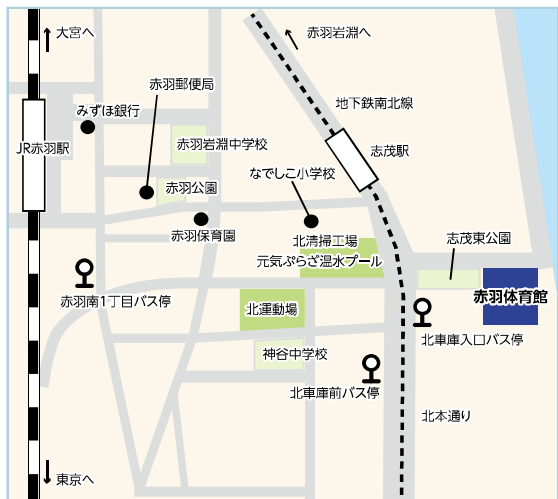 大宮へ
赤羽岩淵へ
赤羽郵便局
みずほ銀行
地下鉄南北線
JR赤羽駅
赤羽岩淵中学校
志茂駅
なでしこ小学校
赤羽公園
赤羽保育園
北清掃工場
元気ぷらざ温水プール
志茂東公園
赤羽南1丁目バス停
赤羽体育館
北運動場
北車庫入口バス停
神谷中学校
北車庫前バス停
北本通り
東京へ